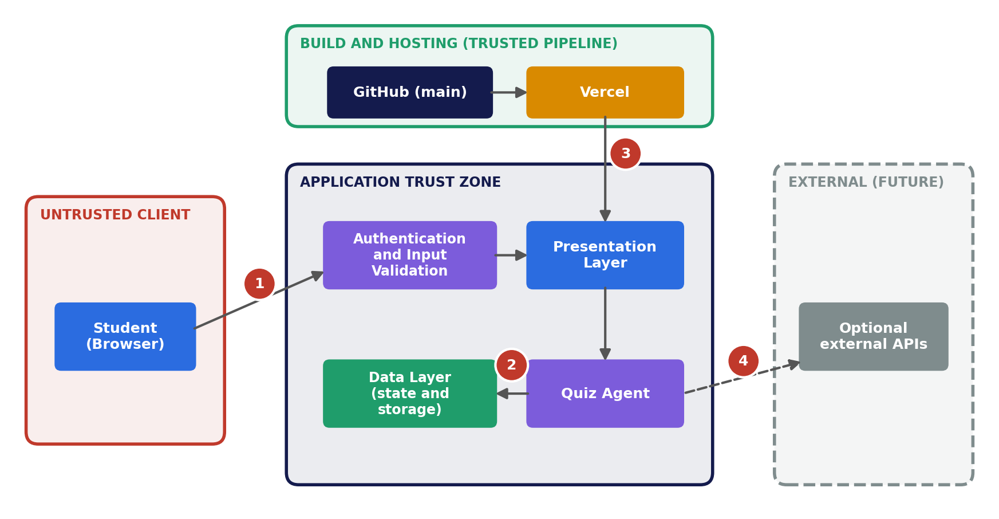 BUILD AND HOSTING (TRUSTED PIPELINE)
GitHub (main)
Vercel
3
APPLICATION TRUST ZONE
EXTERNAL (FUTURE)
UNTRUSTED CLIENT
Authentication
and Input
Validation
Presentation
Layer
1
Student
(Browser)
Optional
external APIs
2
4
Data Layer
(state and
storage)
Quiz Agent